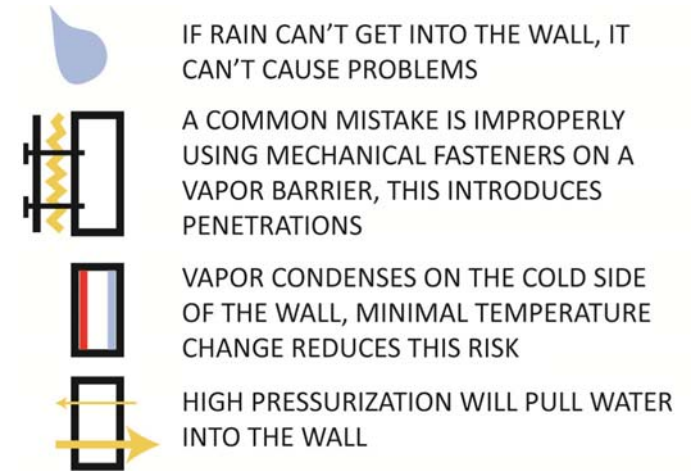 IF RAIN CAN’T GET INTO THE WALL, IT
CAN’T CAUSE PROBLEMS
A COMMON MISTAKE IS IMPROPERLY
USING MECHANICAL FASTENERS ON A
VAPOR BARRIER, THIS INTRODUCES
PENETRATIONS
VAPOR CONDENSES ON THE COLD SIDE
OF THE WALL, MINIMAL TEMPERATURE
CHANGE REDUCES THIS RISK
HIGH PRESSURIZATION WILL PULL WATER
INTO THE WALL